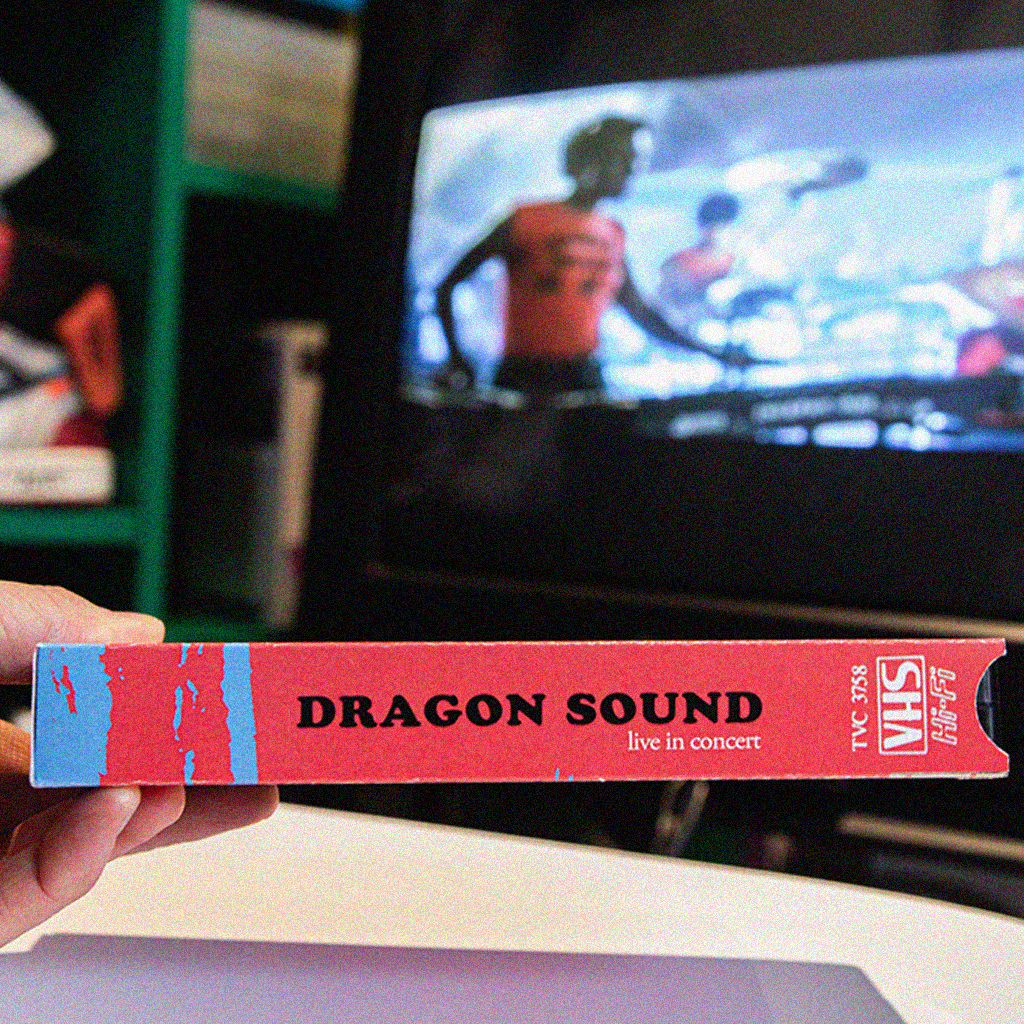 DRAGON SOUND
live in concert
TVC 3758
VHS
Hi-Fi